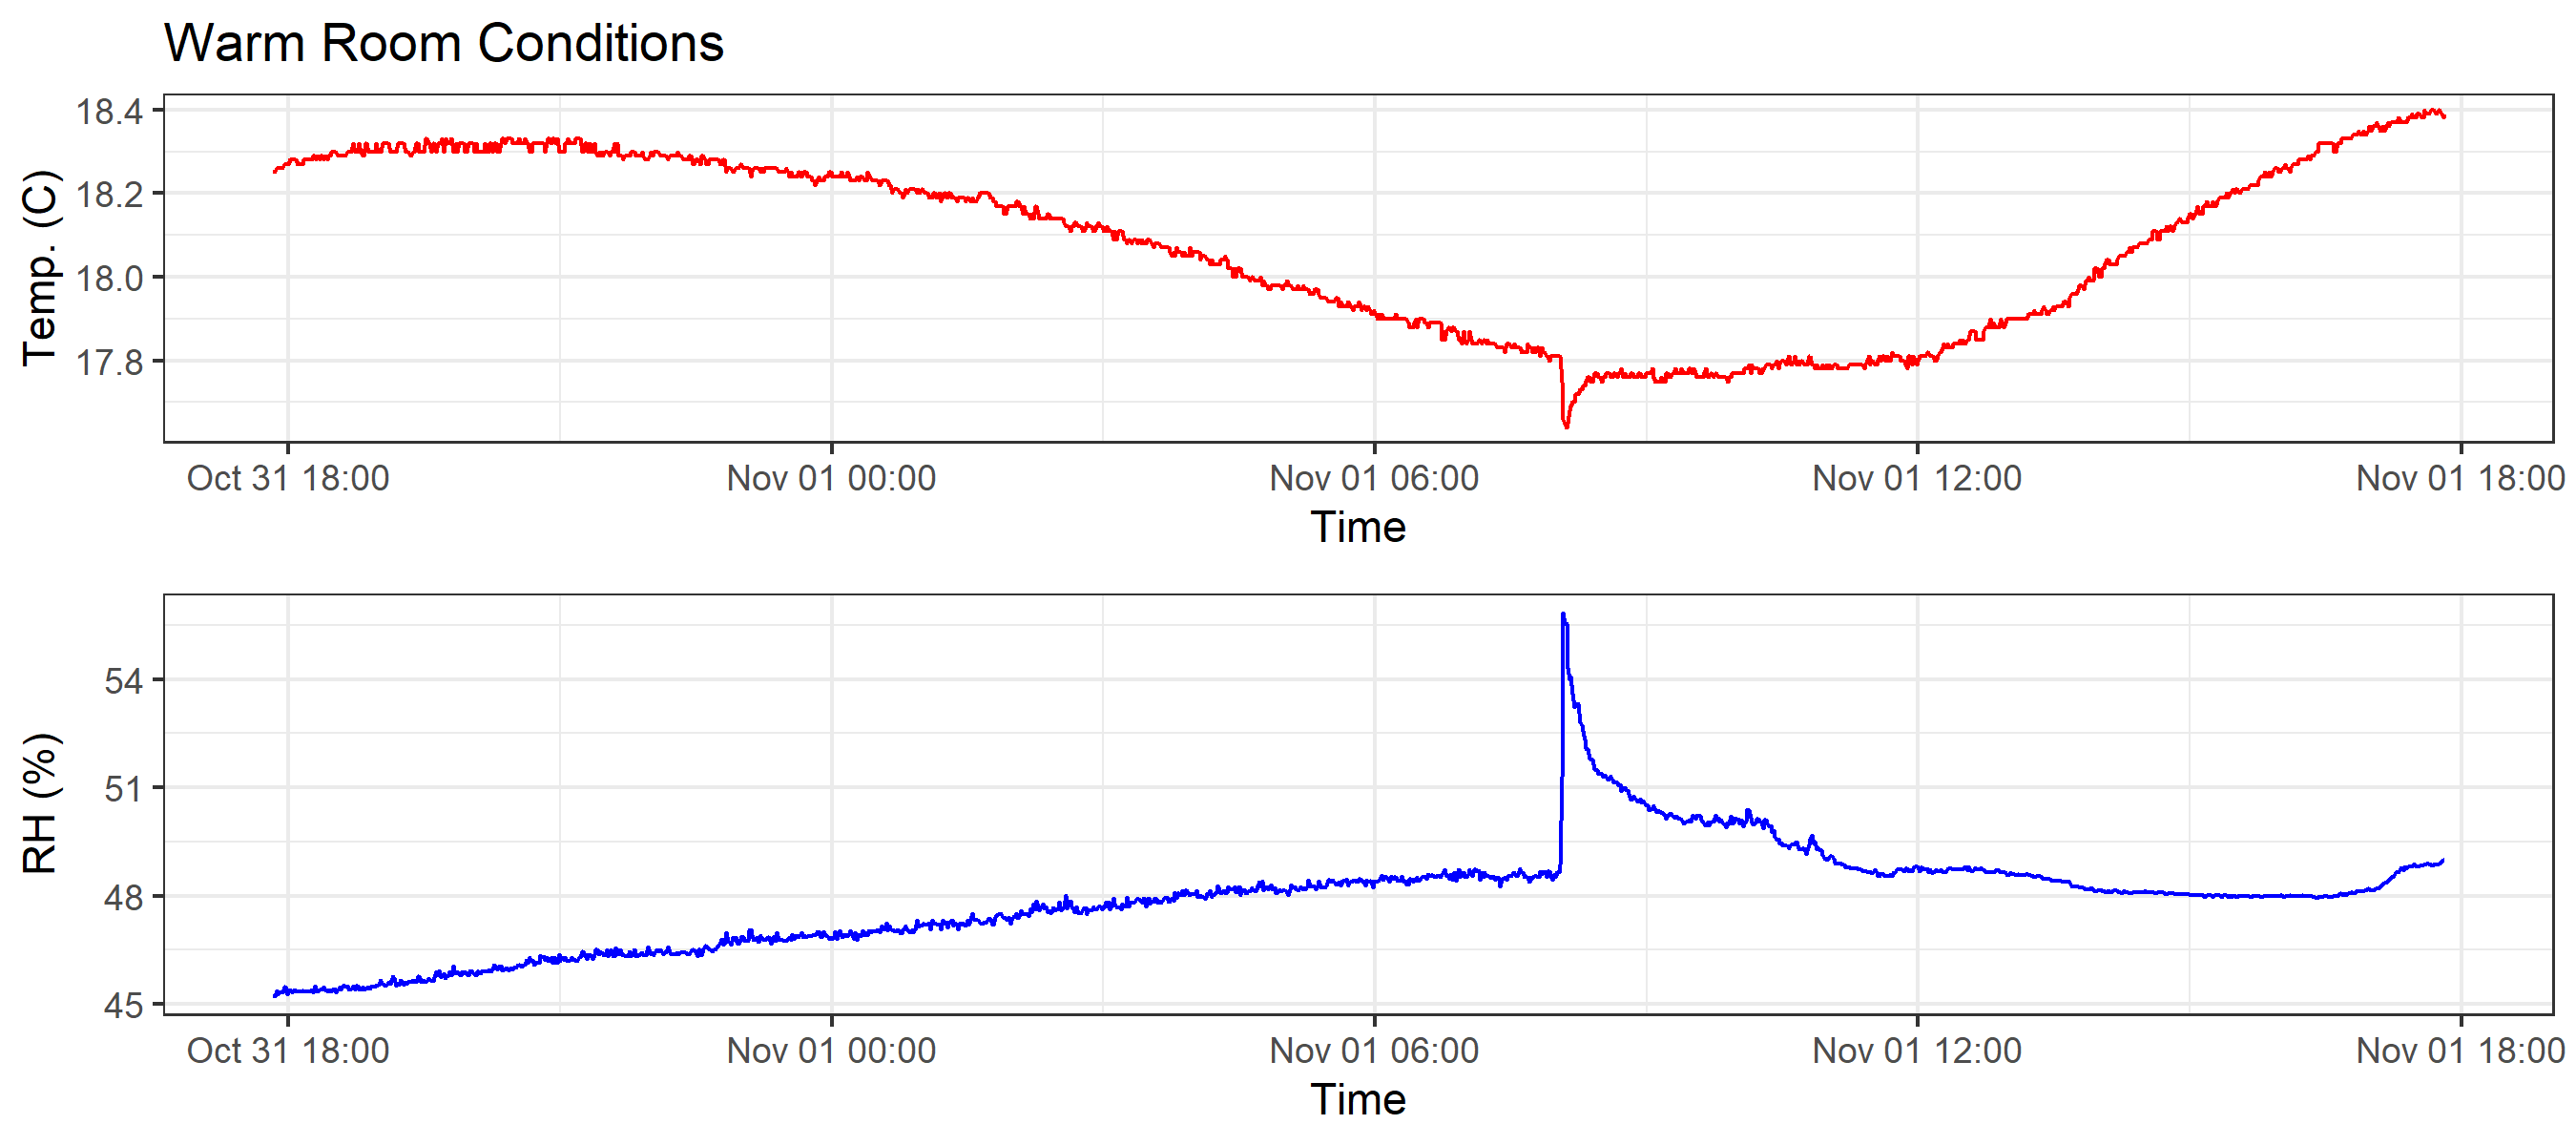 Warm Room Conditions
Temp. (C)
18.4
18.2
18.0
17.8
Oct 31 18:00 Nov 01 00:00 Nov 01 06:00 Nov 01 12:00 Nov 01 18:00
Time
RH (%)
54
51
48
45
Oct 31 18:00 Nov 01 00:00 Nov 01 06:00 Nov 01 12:00 Nov 01 18:00
Time